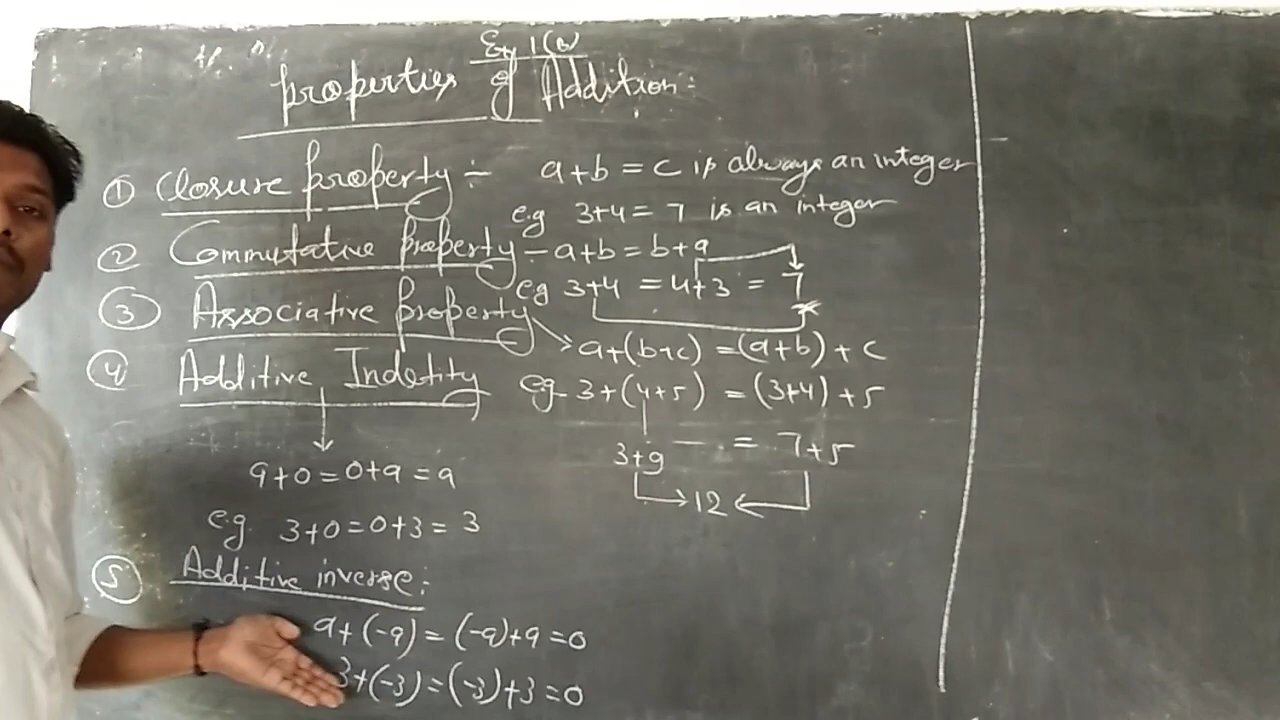 Ex 1(b)
Properties of Addition:-
① Closure property :- a+b = c is always an integer
e.g 3+4 = 7 is an integer
② Commutative property - a+b = b+a
eg 3+4 = 4+3 = 7
③ Associative property
a+(b+c) = (a+b) + c
④ Additive Indetity
eg 3+(4+5) = (3+4)+5
3+9 = 7+5
12
a+0=0+a=a
e.g. 3+0=0+3= 3
⑤ Additive inverse:
a+(-a) = (-a)+a =0
3+(-3)=(-3)+3=0